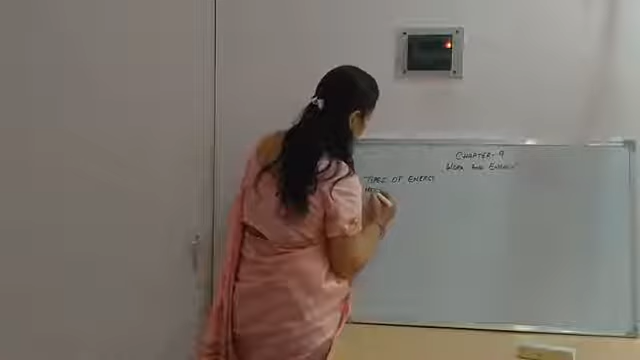 CHAPTER-9
WORK AND ENERGY
TYPES OF ENERGY